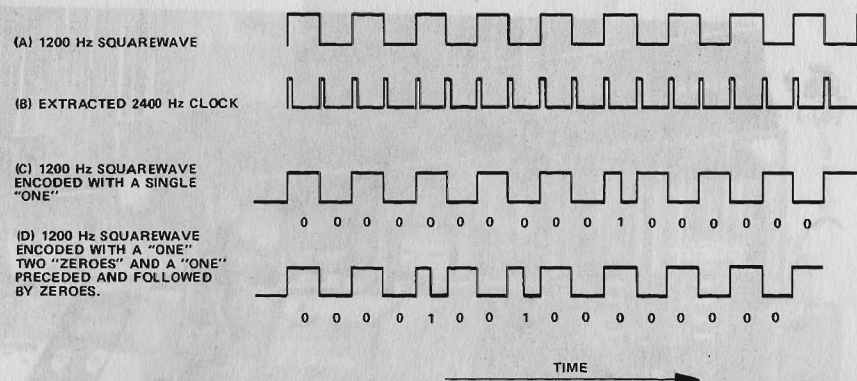 (A) 1200 Hz SQUAREWAVE
(B) EXTRACTED 2400 Hz CLOCK
(C) 1200 Hz SQUAREWAVE
ENCODED WITH A SINGLE
"ONE"
0 0 0 0 0 0 0 0 0 0 1 0 0 0 0 0 0
(D) 1200 Hz SQUAREWAVE
ENCODED WITH A "ONE"
TWO "ZEROES" AND A "ONE"
PRECEDED AND FOLLOWED
BY ZEROES.
0 0 0 0 1 0 0 1 0 0 0 0 0 0 0 0
TIME